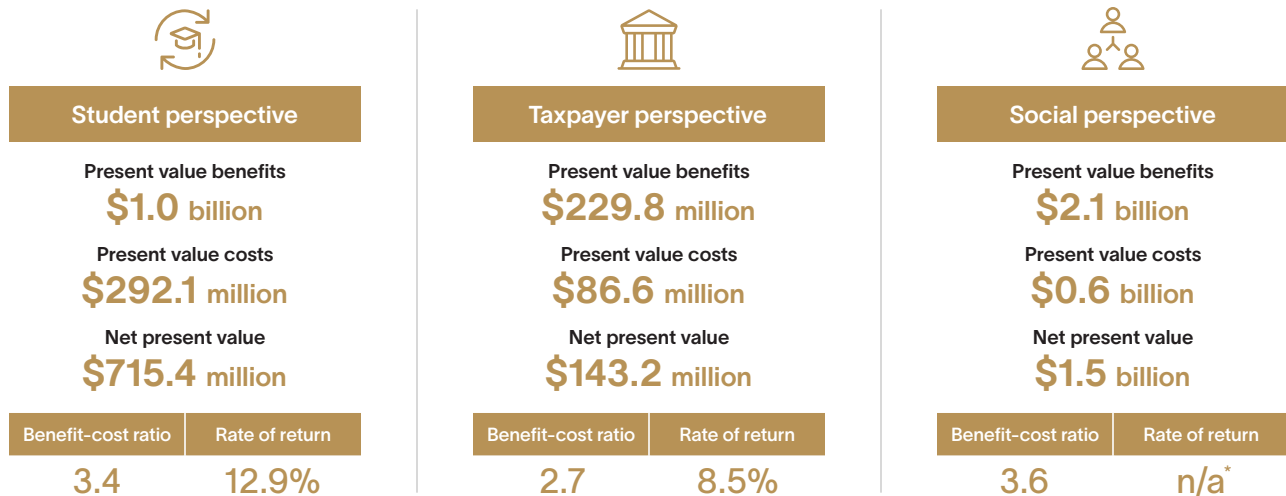 Student perspective
Present value benefits
$1.0 billion
Present value costs
$292.1 million
Net present value
$715.4 million
Benefit-cost ratio
Rate of return
3.4
12.9%
Taxpayer perspective
Present value benefits
$229.8 million
Present value costs
$86.6 million
Net present value
$143.2 million
Benefit-cost ratio
Rate of return
2.7
8.5%
Social perspective
Present value benefits
$2.1 billion
Present value costs
$0.6 billion
Net present value
$1.5 billion
Benefit-cost ratio
Rate of return
3.6
n/a*